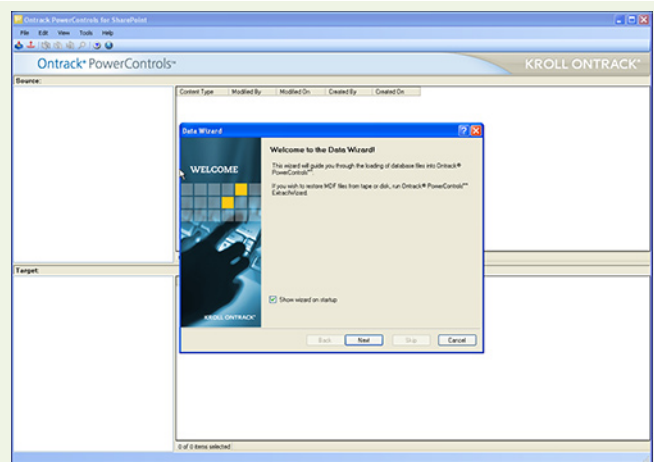 Ontrack PowerControls for SharePoint
File Edit View Tools Help
Ontrack® PowerControls™
KROLL ONTRACK®
Source:
Content Type Modified By Modified On Created By Created On
Data Wizard
WELCOME
Welcome to the Data Wizard!
This wizard will guide you through the loading of database files into Ontrack®
PowerControls™.
If you wish to restore MDF files from tape or disk, run Ontrack® PowerControls™
ExtractWizard.
Target:
Show wizard on startup
KROLL ONTRACK®
Back Next Skip Cancel
0 of 0 items selected